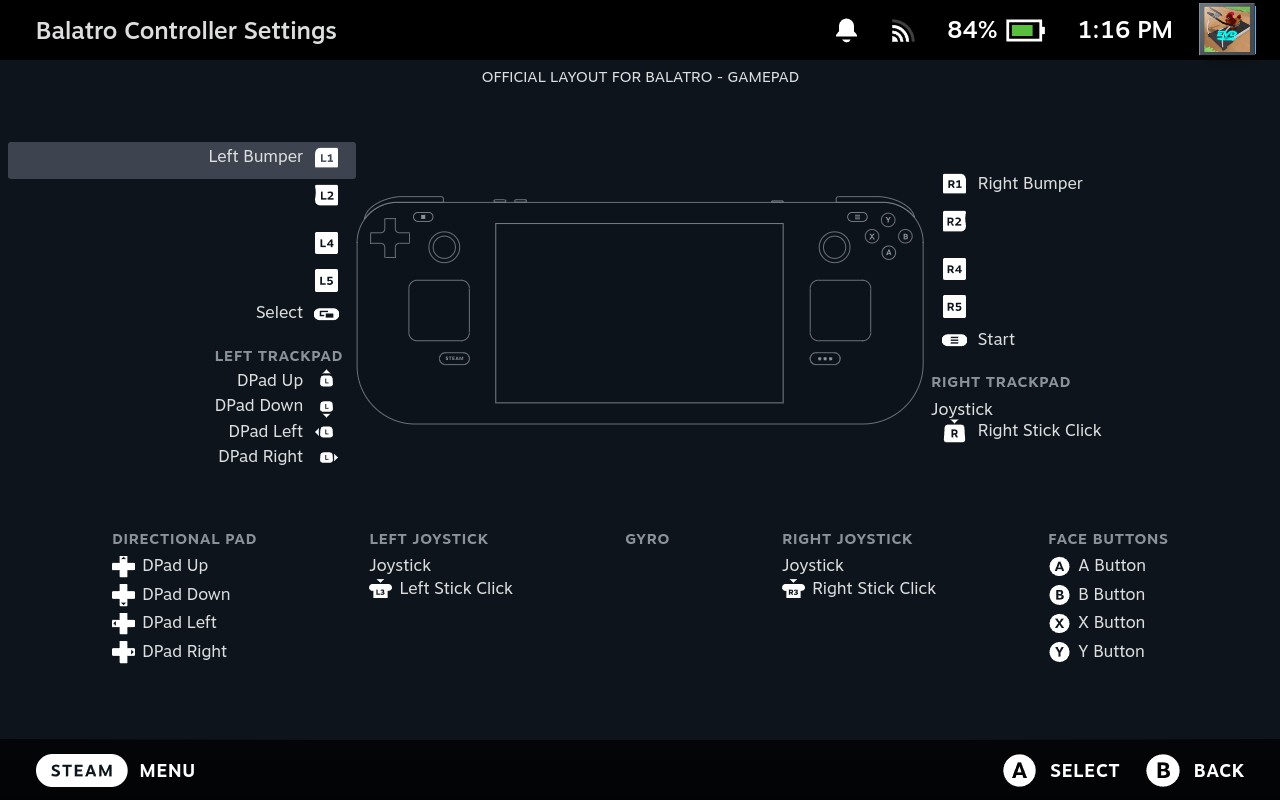 Balatro Controller Settings
84%
1:16 PM
OFFICIAL LAYOUT FOR BALATRO - GAMEPAD
Left Bumper L1
L2
L4
L5
Select
LEFT TRACKPAD
DPad Up L
DPad Down L
DPad Left L
DPad Right L
Y
X B
A
STEAM
R1 Right Bumper
R2
R4
R5
Start
RIGHT TRACKPAD
Joystick
R Right Stick Click
DIRECTIONAL PAD
DPad Up
DPad Down
DPad Left
DPad Right
LEFT JOYSTICK
Joystick
L3 Left Stick Click
GYRO
RIGHT JOYSTICK
Joystick
R3 Right Stick Click
FACE BUTTONS
A A Button
B B Button
X X Button
Y Y Button
STEAM MENU
A SELECT B BACK